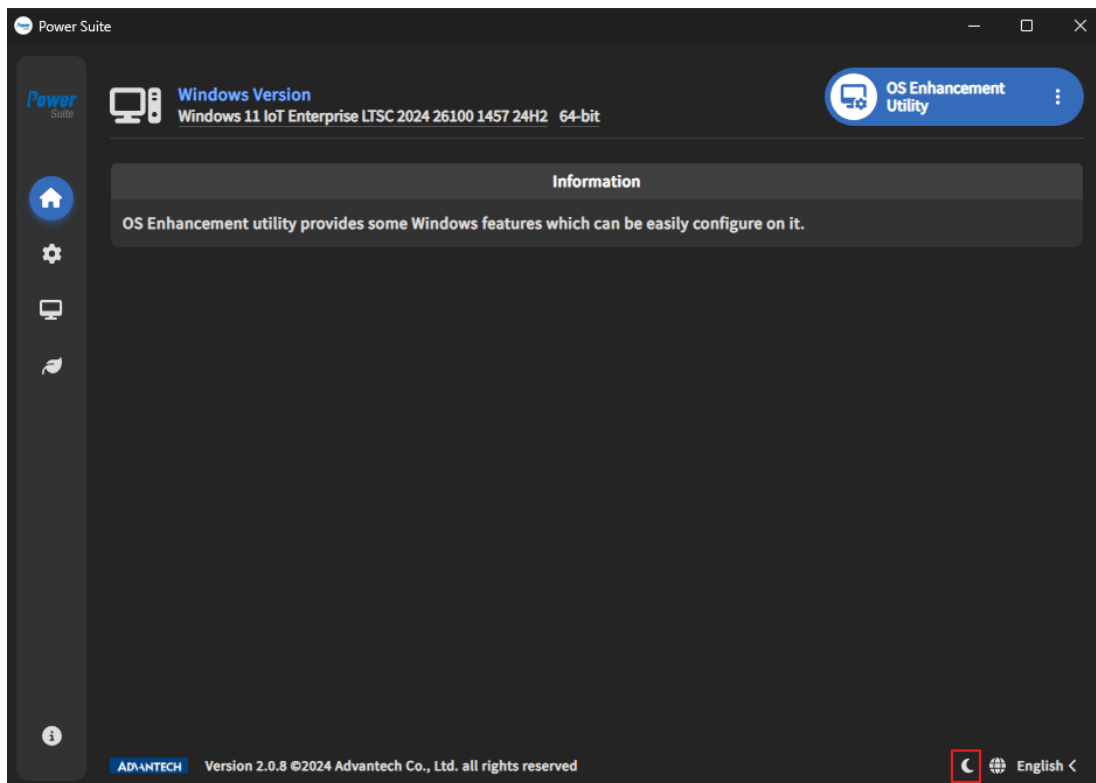 Power Suite
Power
Suite
Windows Version
Windows 11 IoT Enterprise LTSC 2024 26100 1457 24H2 64-bit
OS Enhancement
Utility
Information
OS Enhancement utility provides some Windows features which can be easily configure on it.
ADVANTECH Version 2.0.8 ©2024 Advantech Co., Ltd. all rights reserved
English <